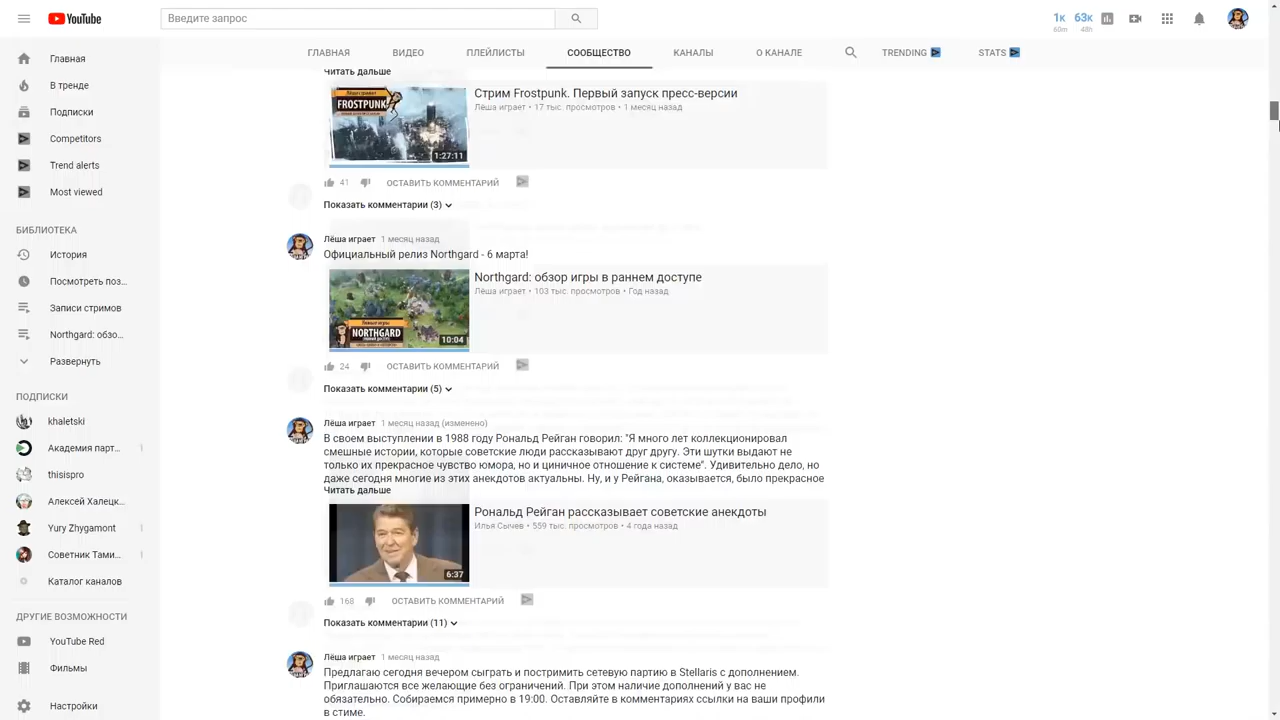 YouTube
Введите запрос
1к
60m
63к
48h
ГЛАВНАЯ
ВИДЕО
ПЛЕЙЛИСТЫ
СООБЩЕСТВО
КАНАЛЫ
О КАНАЛЕ
TRENDING
STATS
Главная
В тренде
Подписки
Competitors
Trend alerts
Most viewed
БИБЛИОТЕКА
История
Посмотреть поз...
Записи стримов
Northgard: обзо...
Развернуть
ПОДПИСКИ
khaletski
Академия парт...
thisispro
Алексей Халецк...
Yury Zhygamont
Советник Тами...
Каталог каналов
ДРУГИЕ ВОЗМОЖНОСТИ
YouTube Red
Фильмы
Настройки
Читать дальше
FROSTPUNK
1:27:11
Стрим Frostpunk. Первый запуск пресс-версии
Лёша играет • 17 тыс. просмотров • 1 месяц назад
41
ОСТАВИТЬ КОММЕНТАРИЙ
Показать комментарии (3)
Лёша играет 1 месяц назад
Официальный релиз Northgard - 6 марта!
NORTHGARD
10:04
Northgard: обзор игры в раннем доступе
Лёша играет • 103 тыс. просмотров • Год назад
24
ОСТАВИТЬ КОММЕНТАРИЙ
Показать комментарии (5)
Лёша играет 1 месяц назад (изменено)
В своем выступлении в 1988 году Рональд Рейган говорил: "Я много лет коллекционировал
смешные истории, которые советские люди рассказывают друг другу. Эти шутки выдают не
только их прекрасное чувство юмора, но и циничное отношение к системе". Удивительно дело, но
даже сегодня многие из этих анекдотов актуальны. Ну, и у Рейгана, оказывается, было прекрасное
Читать дальше
6:37
Рональд Рейган рассказывает советские анекдоты
Илья Сычев • 559 тыс. просмотров • 4 года назад
168
ОСТАВИТЬ КОММЕНТАРИЙ
Показать комментарии (11)
Лёша играет 1 месяц назад
Предлагаю сегодня вечером сыграть и постримить сетевую партию в Stellaris с дополнением.
Приглашаются все желающие без ограничений. При этом наличие дополнений у вас не
обязательно. Собираемся примерно в 19:00. Оставляйте в комментариях ссылки на ваши профили
в стиме.